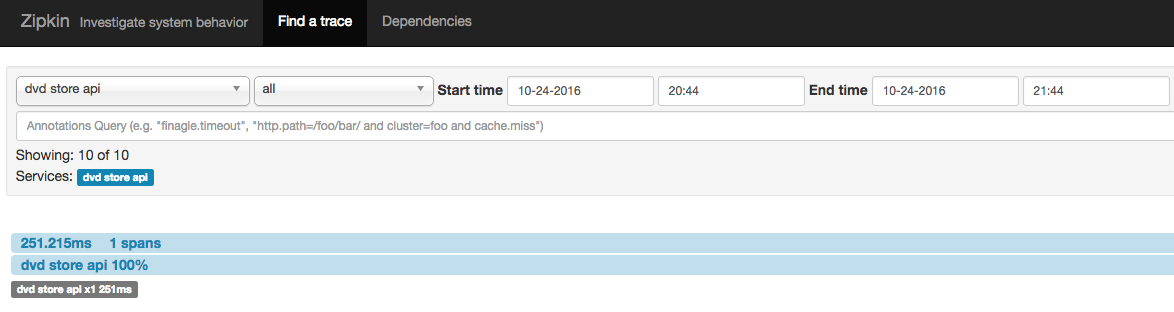 Zipkin Investigate system behavior Find a trace Dependencies
dvd store api all Start time 10-24-2016 20:44 End time 10-24-2016 21:44
Annotations Query (e.g. "finagle.timeout", "http.path=/foo/bar/ and cluster=foo and cache.miss")
Showing: 10 of 10
Services: dvd store api
251.215ms 1 spans
dvd store api 100%
dvd store api x1 251ms